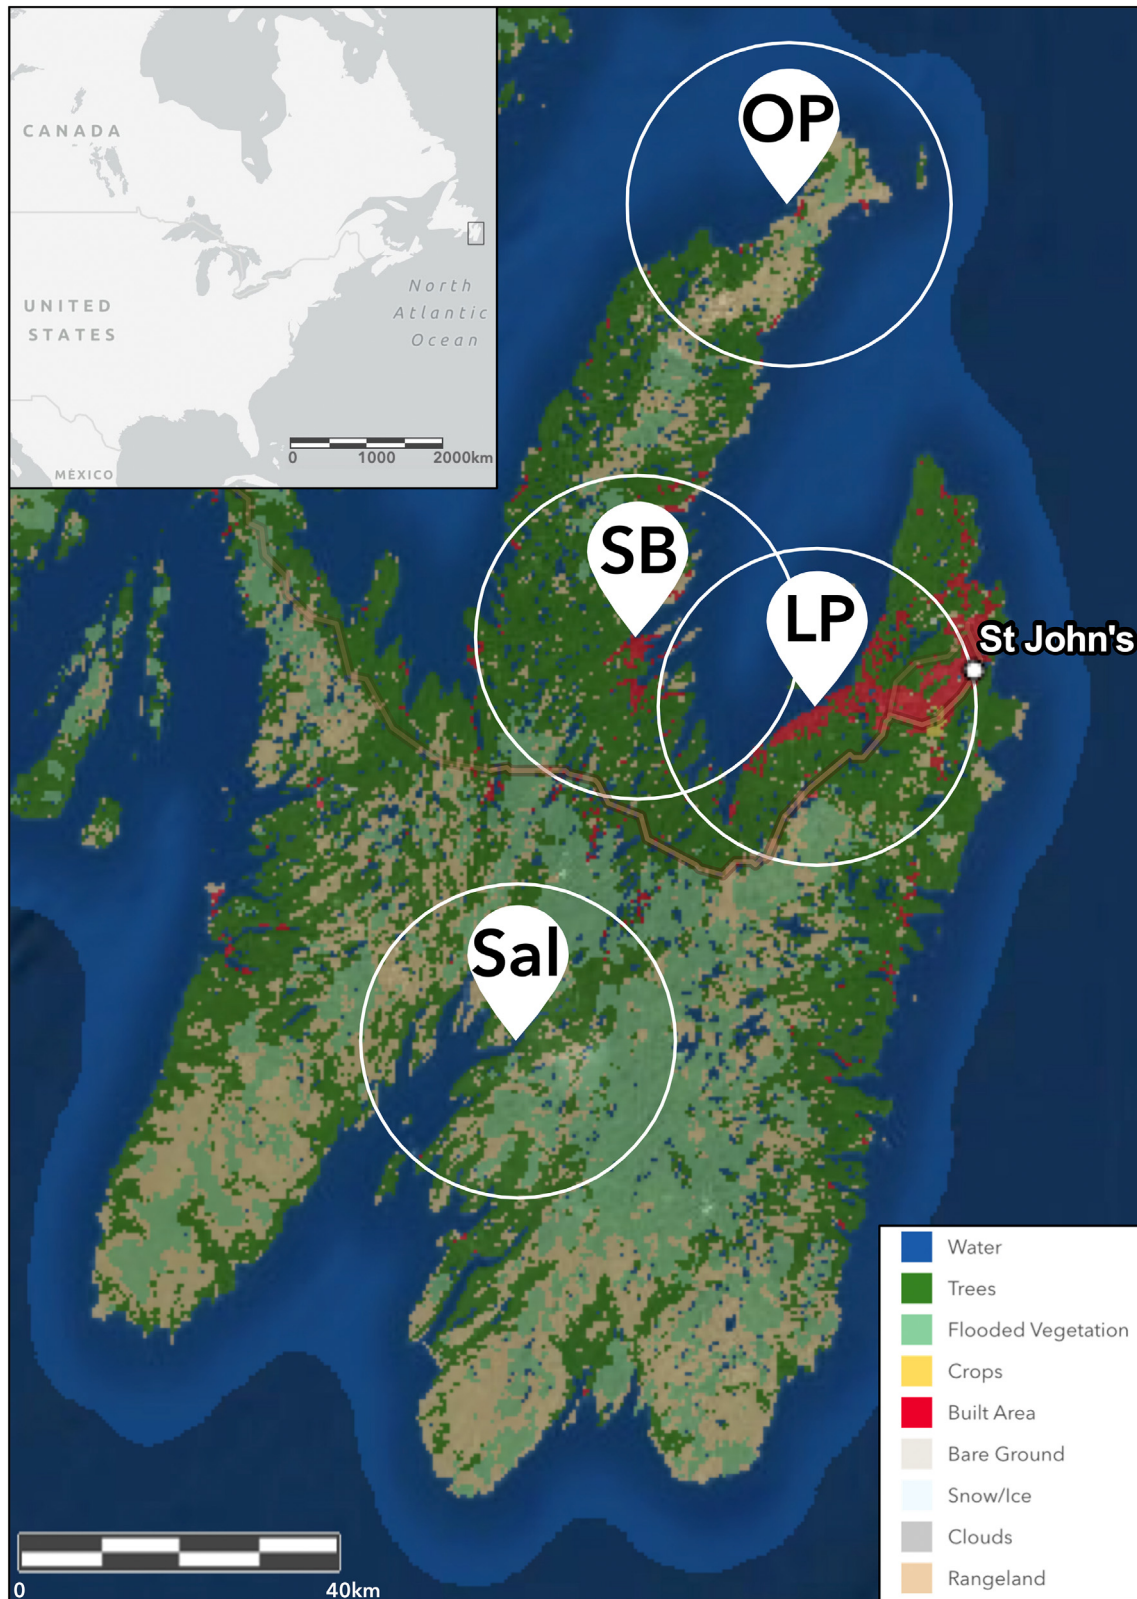 CANADA
UNITED
STATES
MÉXICO
North
Atlantic
Ocean
0 1000 2000km
OP
SB
LP
St John's
Sal
Water
Trees
Flooded Vegetation
Crops
Built Area
Bare Ground
Snow/Ice
Clouds
Rangeland
0 40km